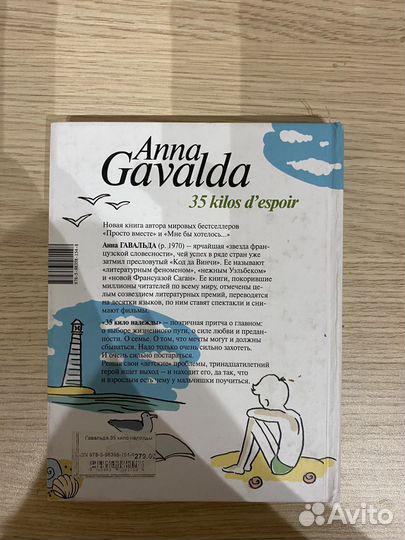 Anna
Gavalda
35 kilos d'espoir
Новая книга автора мировых бестселлеров
«Просто вместе» и «Мне бы хотелось...»
Анна ГАВАЛЬДА (р. 1970) – ярчайшая «звезда фран-
цузской словесности», чей успех в ряде стран уже
затмил пресловутый «Код да Винчи». Ее называют
«литературным феноменом», «нежным Уэльбеком»
и «новой Франсуазой Саган». Ее книги, покорившие
миллионы читателей по всему миру, отмечены це-
лым созвездием литературных премий, переводятся
на десятки языков, по ним ставят спектакли и сни-
мают фильмы.
«35 кило надежды» – поэтичная притча о главном:
о выборе жизненного пути, о силе любви и предан-
ности. О семье. О том, что мечты могут и должны
сбываться. Надо только очень сильно захотеть.
И очень сильно постараться.
Решая свои «детские» проблемы, тринадцатилетний
герой ищет выход – и находит его, да так, что
и взрослым есть чему у мальчишки поучиться.
Гавальда.35 кило надежды
279.00
Avito